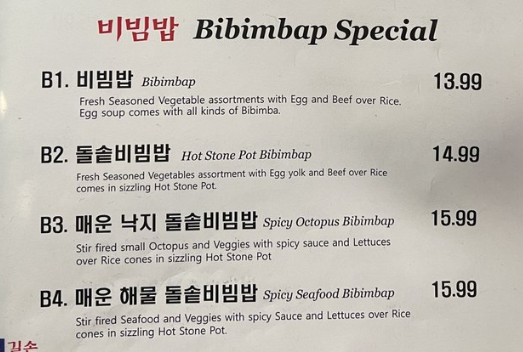 비빔밥 Bibimbap Special
B1. 비빔밥 Bibimbap 13.99
Fresh Seasoned Vegetable assortments with Egg and Beef over Rice.
Egg soup comes with all kinds of Bibimba.
B2. 돌솥비빔밥 Hot Stone Pot Bibimbap 14.99
Fresh Seasoned Vegetables assortment with Egg yolk and Beef over Rice
comes in sizzling Hot Stone Pot.
B3. 매운 낙지 돌솥비빔밥 Spicy Octopus Bibimbap 15.99
Stir fired small Octopus and Veggies with spicy sauce and Lettuces
over Rice cones in sizzling Hot Stone Pot
B4. 매운 해물 돌솥비빔밥 Spicy Seafood Bibimbap 15.99
Stir fired Seafood and Veggies with spicy Sauce and Lettuces over Rice
cones in sizzling Hot Stone Pot.